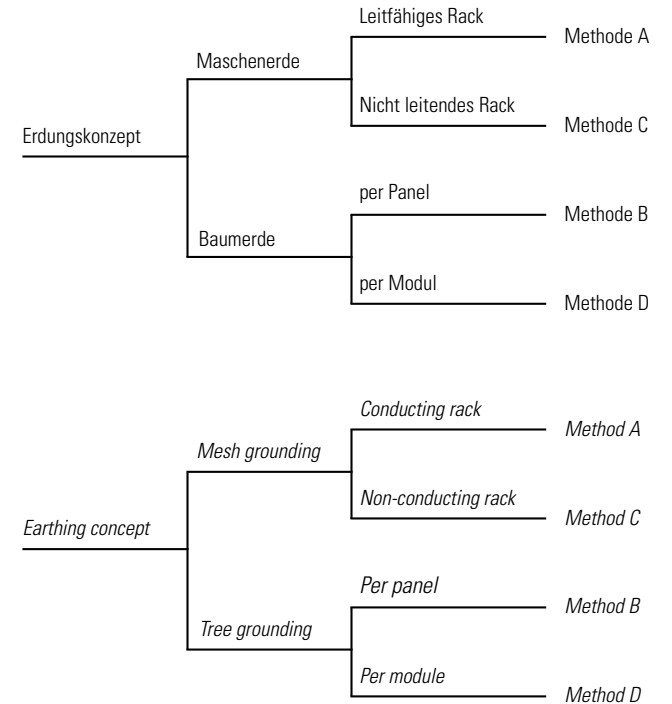 Leitfähiges Rack
Methode A
Maschenerde
Nicht leitendes Rack
Methode C
Erdungskonzept
per Panel
Methode B
Baumerde
per Modul
Methode D
Conducting rack
Method A
Mesh grounding
Non-conducting rack
Method C
Earthing concept
Per panel
Method B
Tree grounding
Per module
Method D